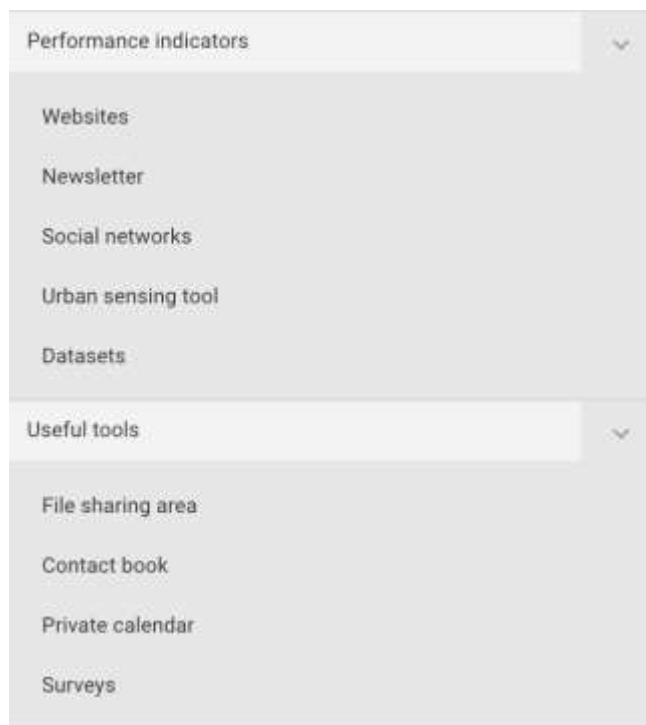 Performance indicators
Websites
Newsletter
Social networks
Urban sensing tool
Datasets
Useful tools
File sharing area
Contact book
Private calendar
Surveys